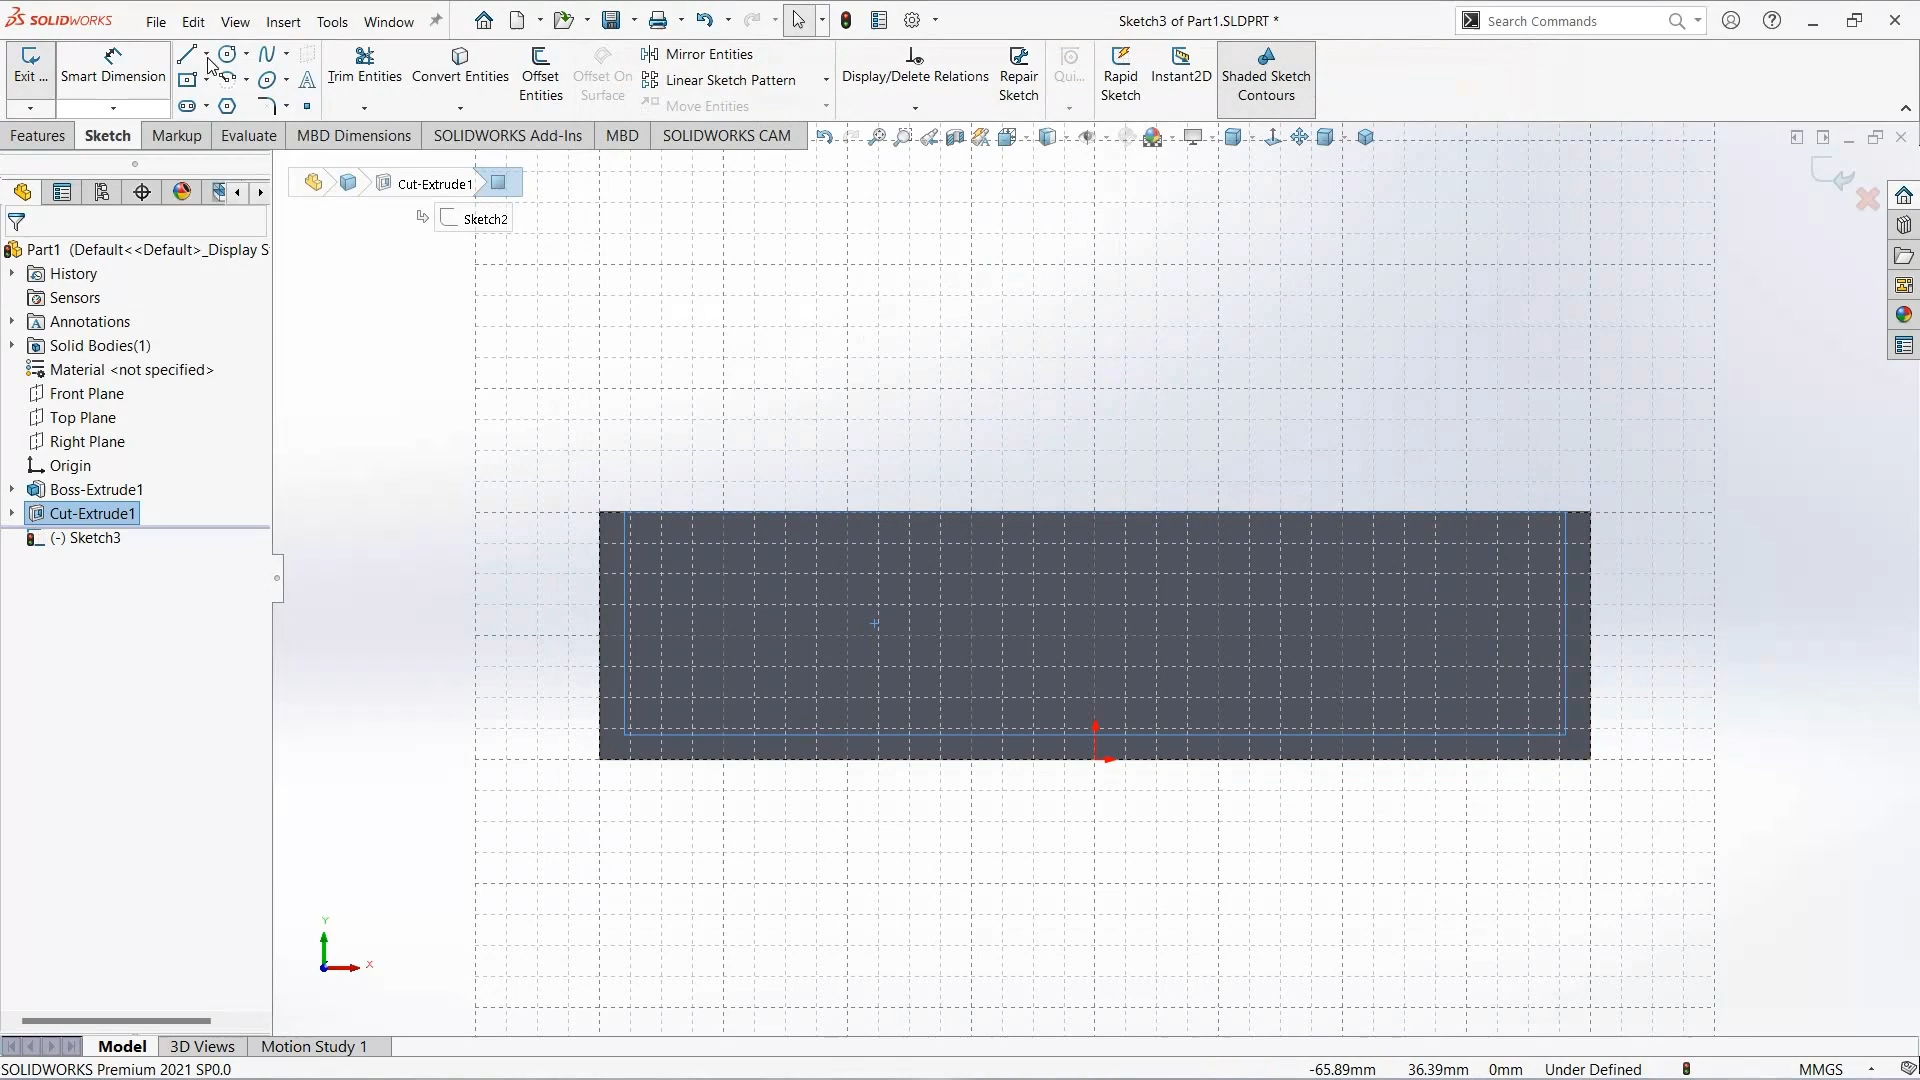 SOLIDWORKS
File Edit View Insert Tools Window
Sketch3 of Part1.SLDPRT *
Search Commands
Exit ...
Smart Dimension
Trim Entities
Convert Entities
Offset Entities
Offset On Surface
Mirror Entities
Linear Sketch Pattern
Move Entities
Display/Delete Relations
Repair Sketch
Qui...
Rapid Sketch
Instant2D
Shaded Sketch Contours
Features Sketch Markup Evaluate MBD Dimensions SOLIDWORKS Add-Ins MBD SOLIDWORKS CAM
Cut-Extrude1
Sketch2
Part1 (Default<<Default>_Display S
History
Sensors
Annotations
Solid Bodies(1)
Material <not specified>
Front Plane
Top Plane
Right Plane
Origin
Boss-Extrude1
Cut-Extrude1
(-) Sketch3
Y
X
Model 3D Views Motion Study 1
SOLIDWORKS Premium 2021 SP0.0
-65.89mm 36.39mm 0mm Under Defined MMGS